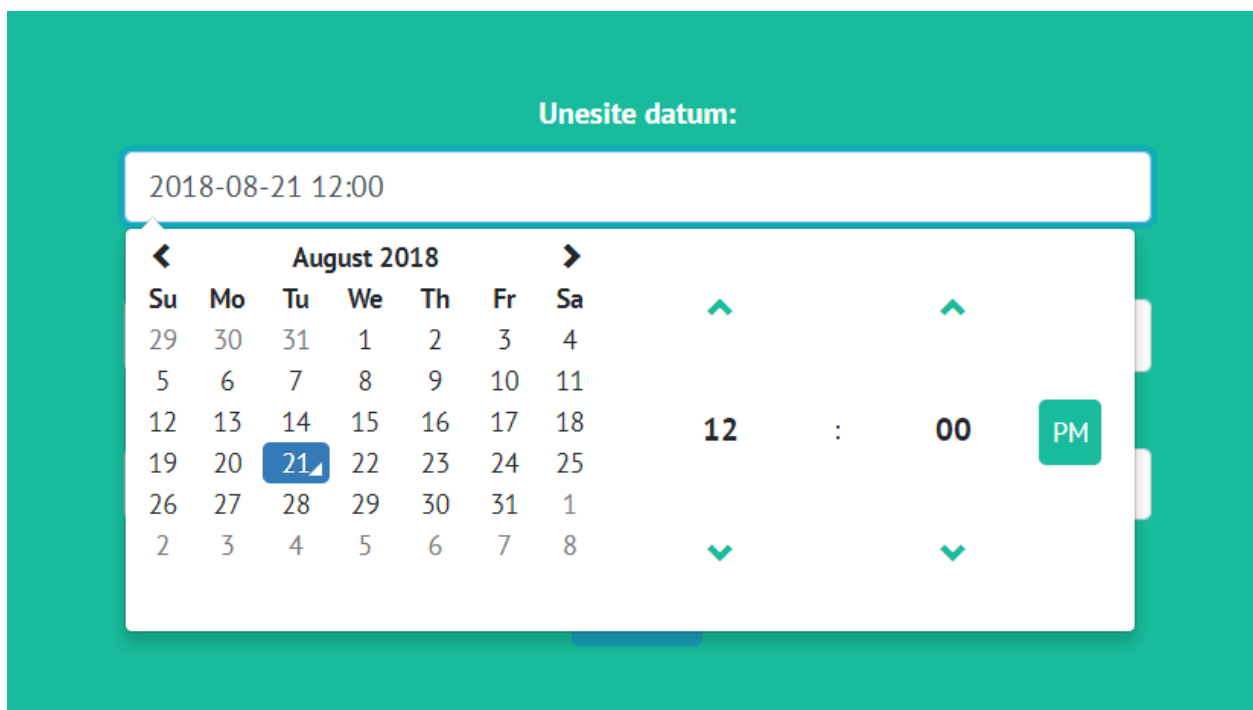 Unesite datum:
2018-08-21 12:00
August 2018
Su Mo Tu We Th Fr Sa
29 30 31 1 2 3 4
5 6 7 8 9 10 11
12 13 14 15 16 17 18
19 20 21 22 23 24 25
26 27 28 29 30 31 1
2 3 4 5 6 7 8
12 : 00 PM